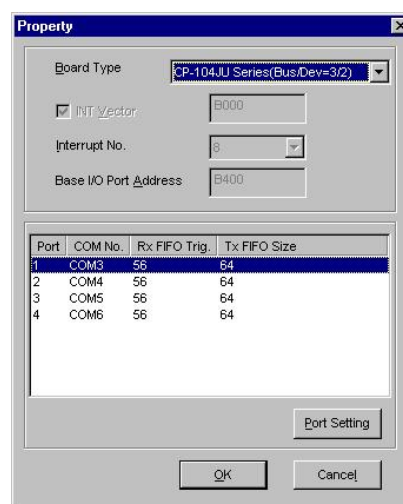 Property
Board Type CP-104JU Series(Bus/Dev=3/2)
INT Vector B000
Interrupt No. 8
Base I/O Port Address B400
Port COM No. Rx FIFO Trig. Tx FIFO Size
1 COM3 56 64
2 COM4 56 64
3 COM5 56 64
4 COM6 56 64
Port Setting
OK Cancel